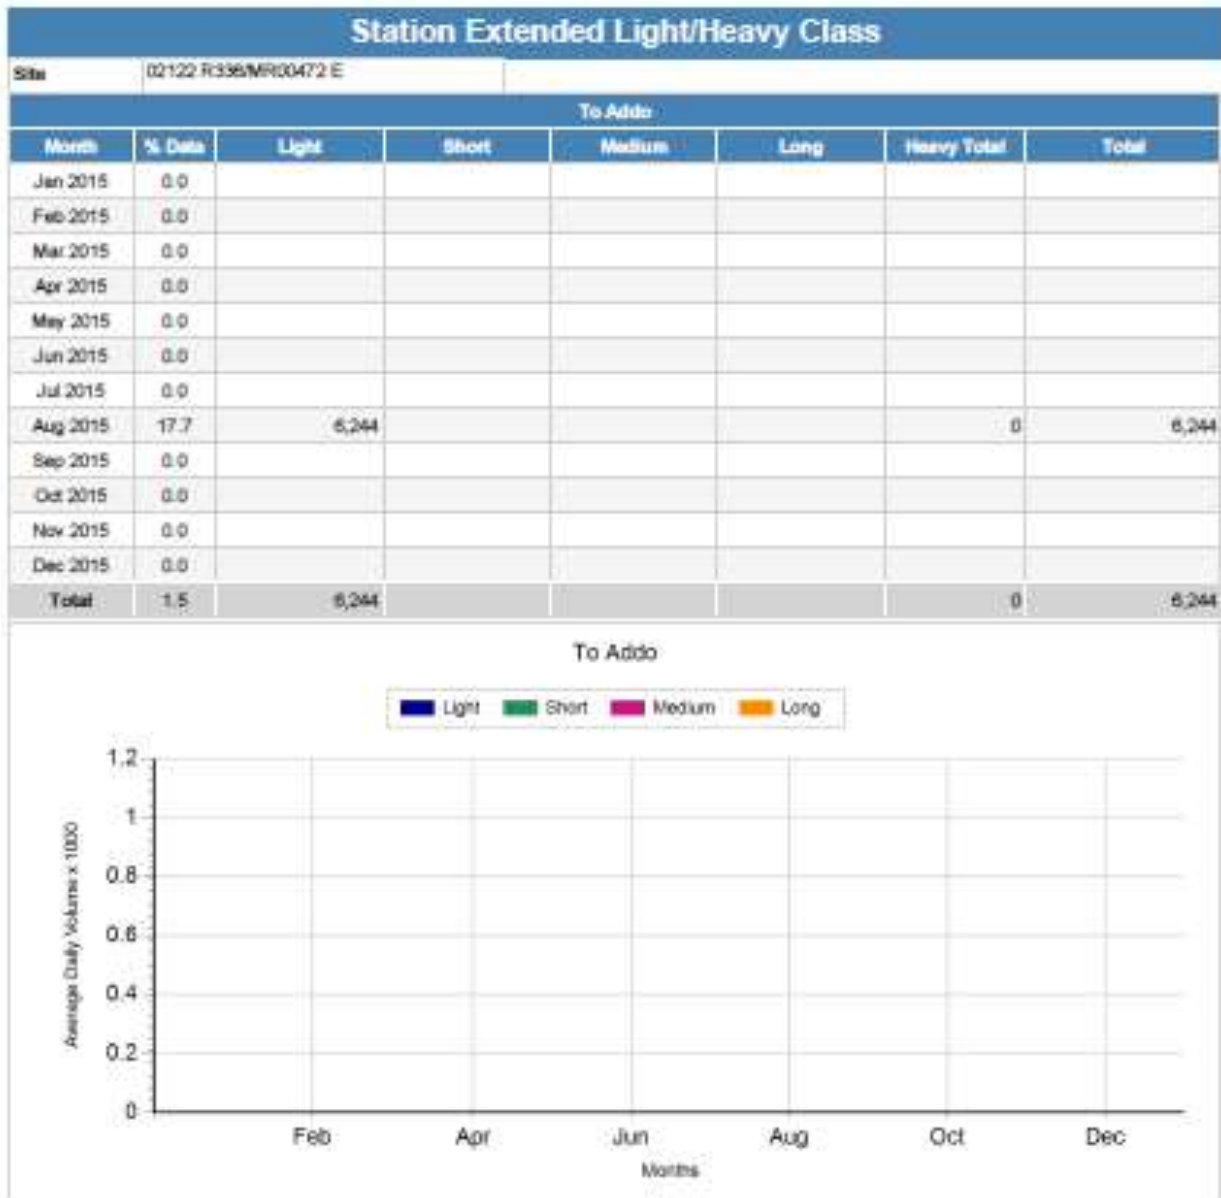 Station Extended Light/Heavy Class
Site 02122 R336/MR00472 E
To Addo
Month % Data Light Short Medium Long Heavy Total Total
Jan 2015 0.0
Feb 2015 0.0
Mar 2015 0.0
Apr 2015 0.0
May 2015 0.0
Jun 2015 0.0
Jul 2015 0.0
Aug 2015 17.7 6,244 0 6,244
Sep 2015 0.0
Oct 2015 0.0
Nov 2015 0.0
Dec 2015 0.0
Total 1.5 6,244 0 6,244
To Addo
Light Short Medium Long
1.2
1
0.8
0.6
0.4
0.2
0
Average Daily Volume x 1000
Feb Apr Jun Aug Oct Dec
Months